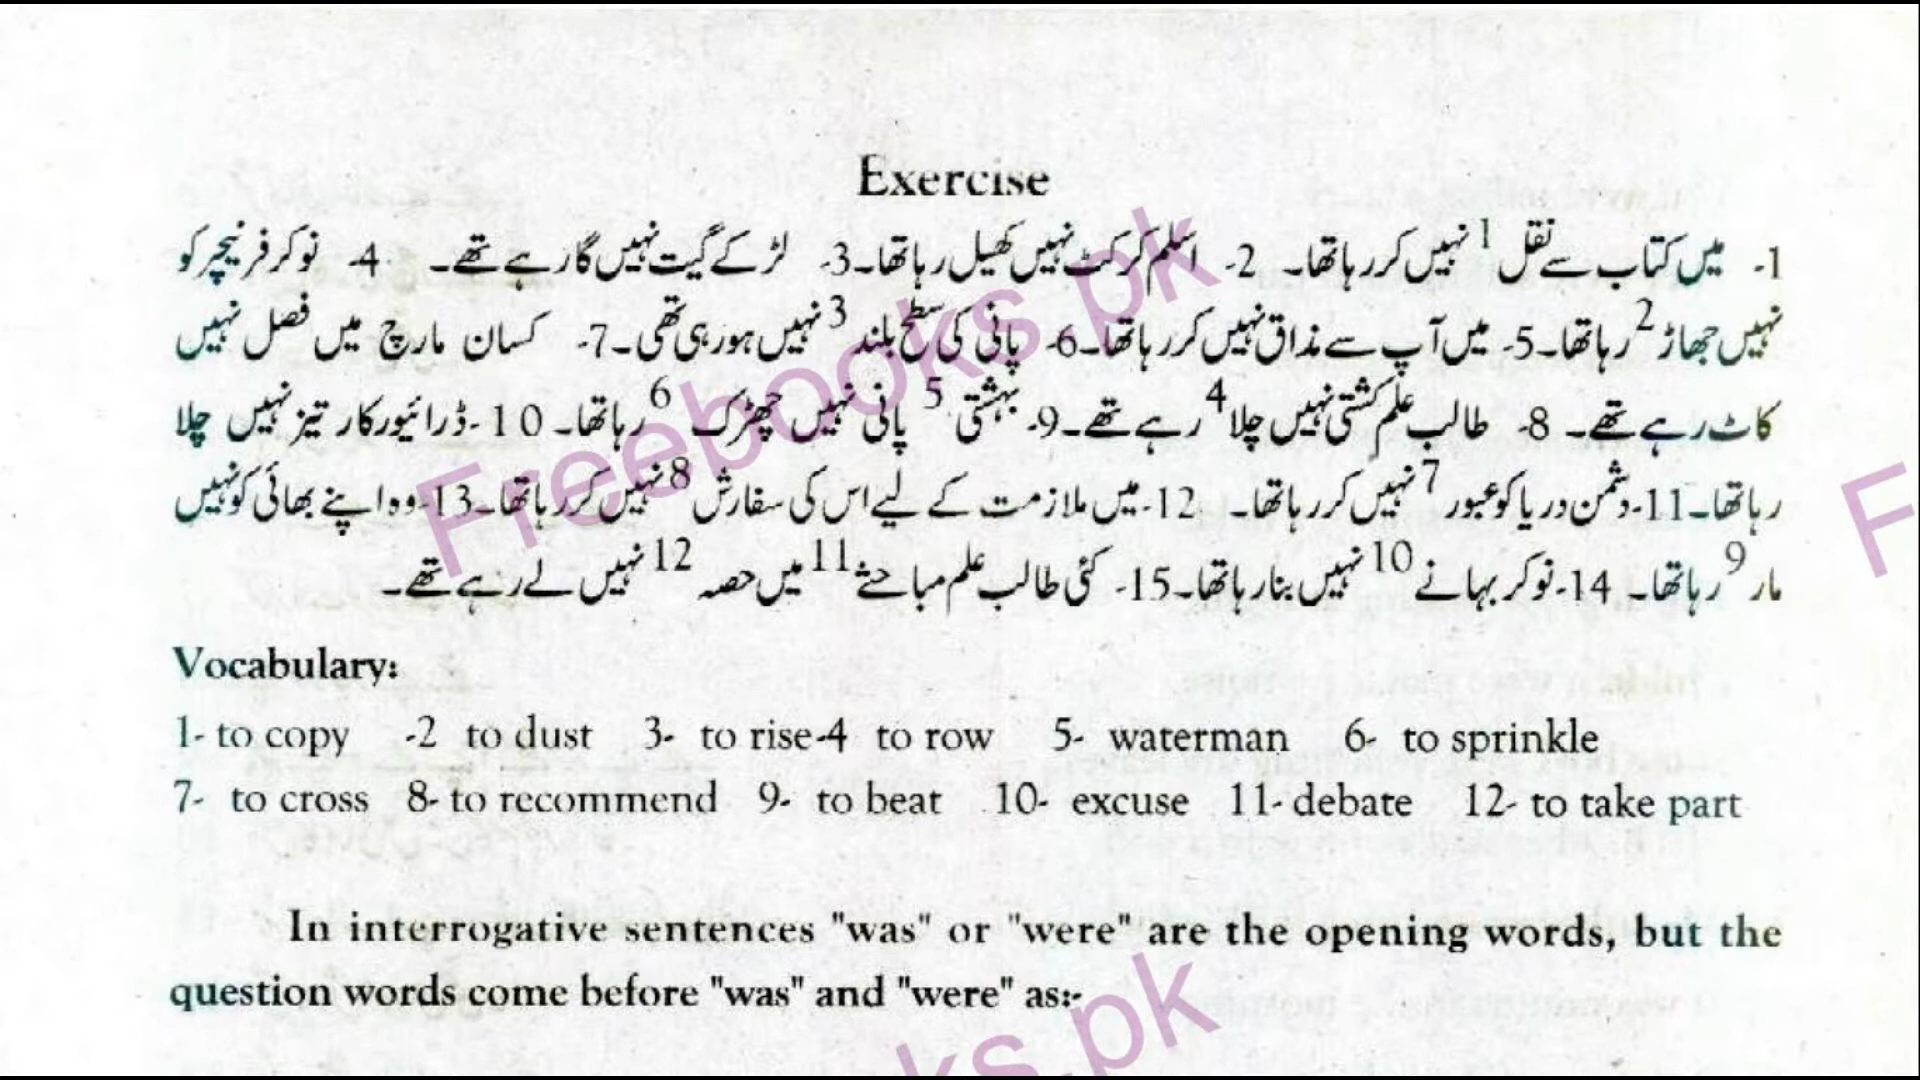 Exercise
1- میں کتاب سے نقل 1 نہیں کر رہا تھا۔ 2- اسلم کرکٹ نہیں کھیل رہا تھا۔3- لڑکے گیت نہیں گا رہے تھے۔ 4- نوکر فرنیچر کو
نہیں جھاڑ 2 رہا تھا۔5- میں آپ سے مذاق نہیں کر رہا تھا۔6- پانی کی سطح بلند 3 نہیں ہو رہی تھی۔7- کسان مارچ میں فصل نہیں
کاٹ رہے تھے۔ 8- طالب علم کشتی نہیں چلا 4 رہے تھے۔9- بہشتی 5 پانی نہیں چھڑک 6 رہا تھا۔ 10-ڈرائیور کار تیز نہیں چلا
رہا تھا۔11-دشمن دریا کو عبور 7 نہیں کر رہا تھا۔ 12-میں ملازمت کے لیے اس کی سفارش 8 نہیں کر رہا تھا۔13-وہ اپنے بھائی کو نہیں
مار 9 رہا تھا۔ 14-نوکر بہانے 10 نہیں بنا رہا تھا۔15- کئی طالب علم مباحثے 11 میں حصہ 12 نہیں لے رہے تھے۔
Vocabulary:
1- to copy -2 to dust 3- to rise-4 to row 5- waterman 6- to sprinkle
7- to cross 8- to recommend 9- to beat 10- excuse 11- debate 12- to take part
In interrogative sentences "was" or "were" are the opening words, but the
question words come before "was" and "were" as:-
Freebooks.pk
F
ks.pk